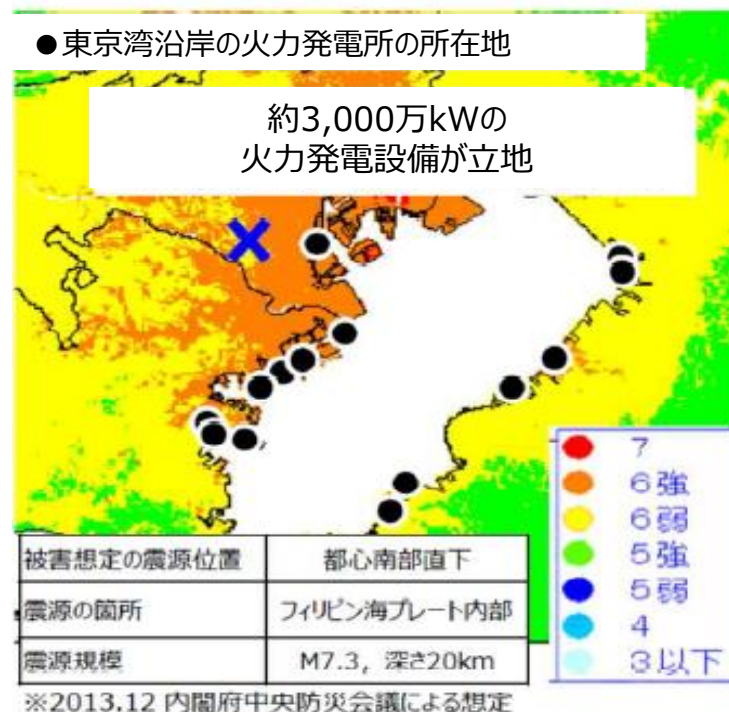 ●東京湾沿岸の火力発電所の所在地
約3,000万kWの
火力発電設備が立地
7
6強
6弱
5強
5弱
4
3以下
被害想定の震源位置 都心南部直下
震源の箇所 フィリピン海プレート内部
震源規模 M7.3, 深さ20km
※2013.12 内閣府中央防災会議による想定